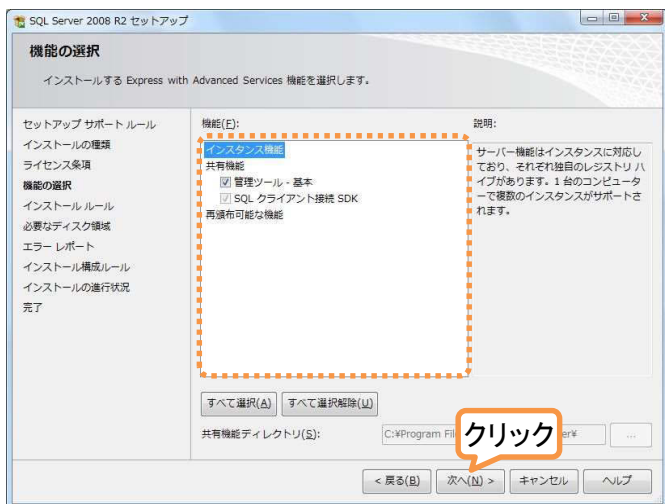 SQL Server 2008 R2 セットアップ
機能の選択
インストールする Express with Advanced Services 機能を選択します。
セットアップ サポート ルール
インストールの種類
ライセンス条項
機能の選択
インストール ルール
必要なディスク領域
エラー レポート
インストール構成ルール
インストールの進行状況
完了
機能(F):
インスタンス機能
共有機能
管理ツール - 基本
SQL クライアント接続 SDK
再頒布可能な機能
説明:
サーバー機能はインスタンスに対応し
ており、それぞれ独自のレジストリ ハ
イブがあります。1 台のコンピュータ
ーで複数のインスタンスがサポートさ
れます。
すべて選択(A)
すべて選択解除(U)
共有機能ディレクトリ(S):
C:¥Program
...
クリック
< 戻る(B)
次へ(N) >
キャンセル
ヘルプ